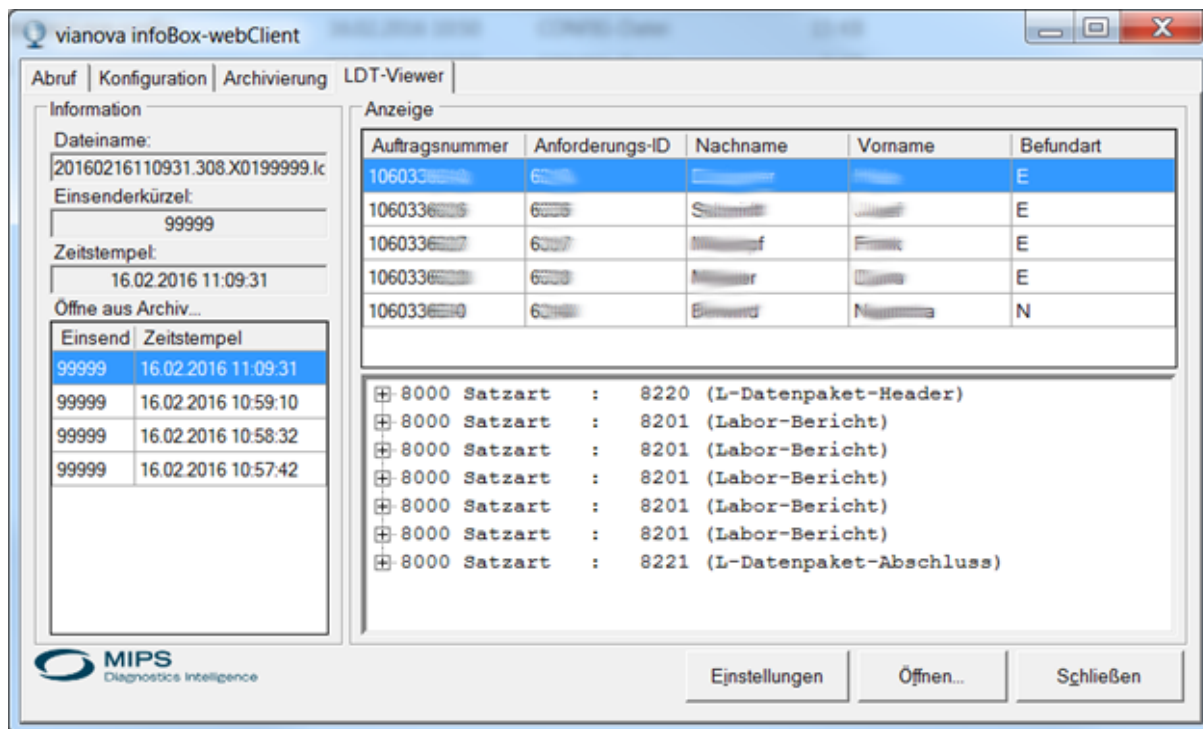 vianova infoBox-webClient
Abruf Konfiguration Archivierung LDT-Viewer
Information
Dateiname:
20160216110931.308.X0199999.lc
Einsenderkürzel:
99999
Zeitstempel:
16.02.2016 11:09:31
Öffne aus Archiv...
Einsend Zeitstempel
99999 16.02.2016 11:09:31
99999 16.02.2016 10:59:10
99999 16.02.2016 10:58:32
99999 16.02.2016 10:57:42
Anzeige
Auftragsnummer Anforderungs-ID Nachname Vorname Befundart
E
E
E
E
N
8000 Satzart : 8220 (L-Datenpaket-Header)
8000 Satzart : 8201 (Labor-Bericht)
8000 Satzart : 8201 (Labor-Bericht)
8000 Satzart : 8201 (Labor-Bericht)
8000 Satzart : 8201 (Labor-Bericht)
8000 Satzart : 8201 (Labor-Bericht)
8000 Satzart : 8221 (L-Datenpaket-Abschluss)
MIPS
Diagnostics Intelligence
Einstellungen Öffnen... Schließen